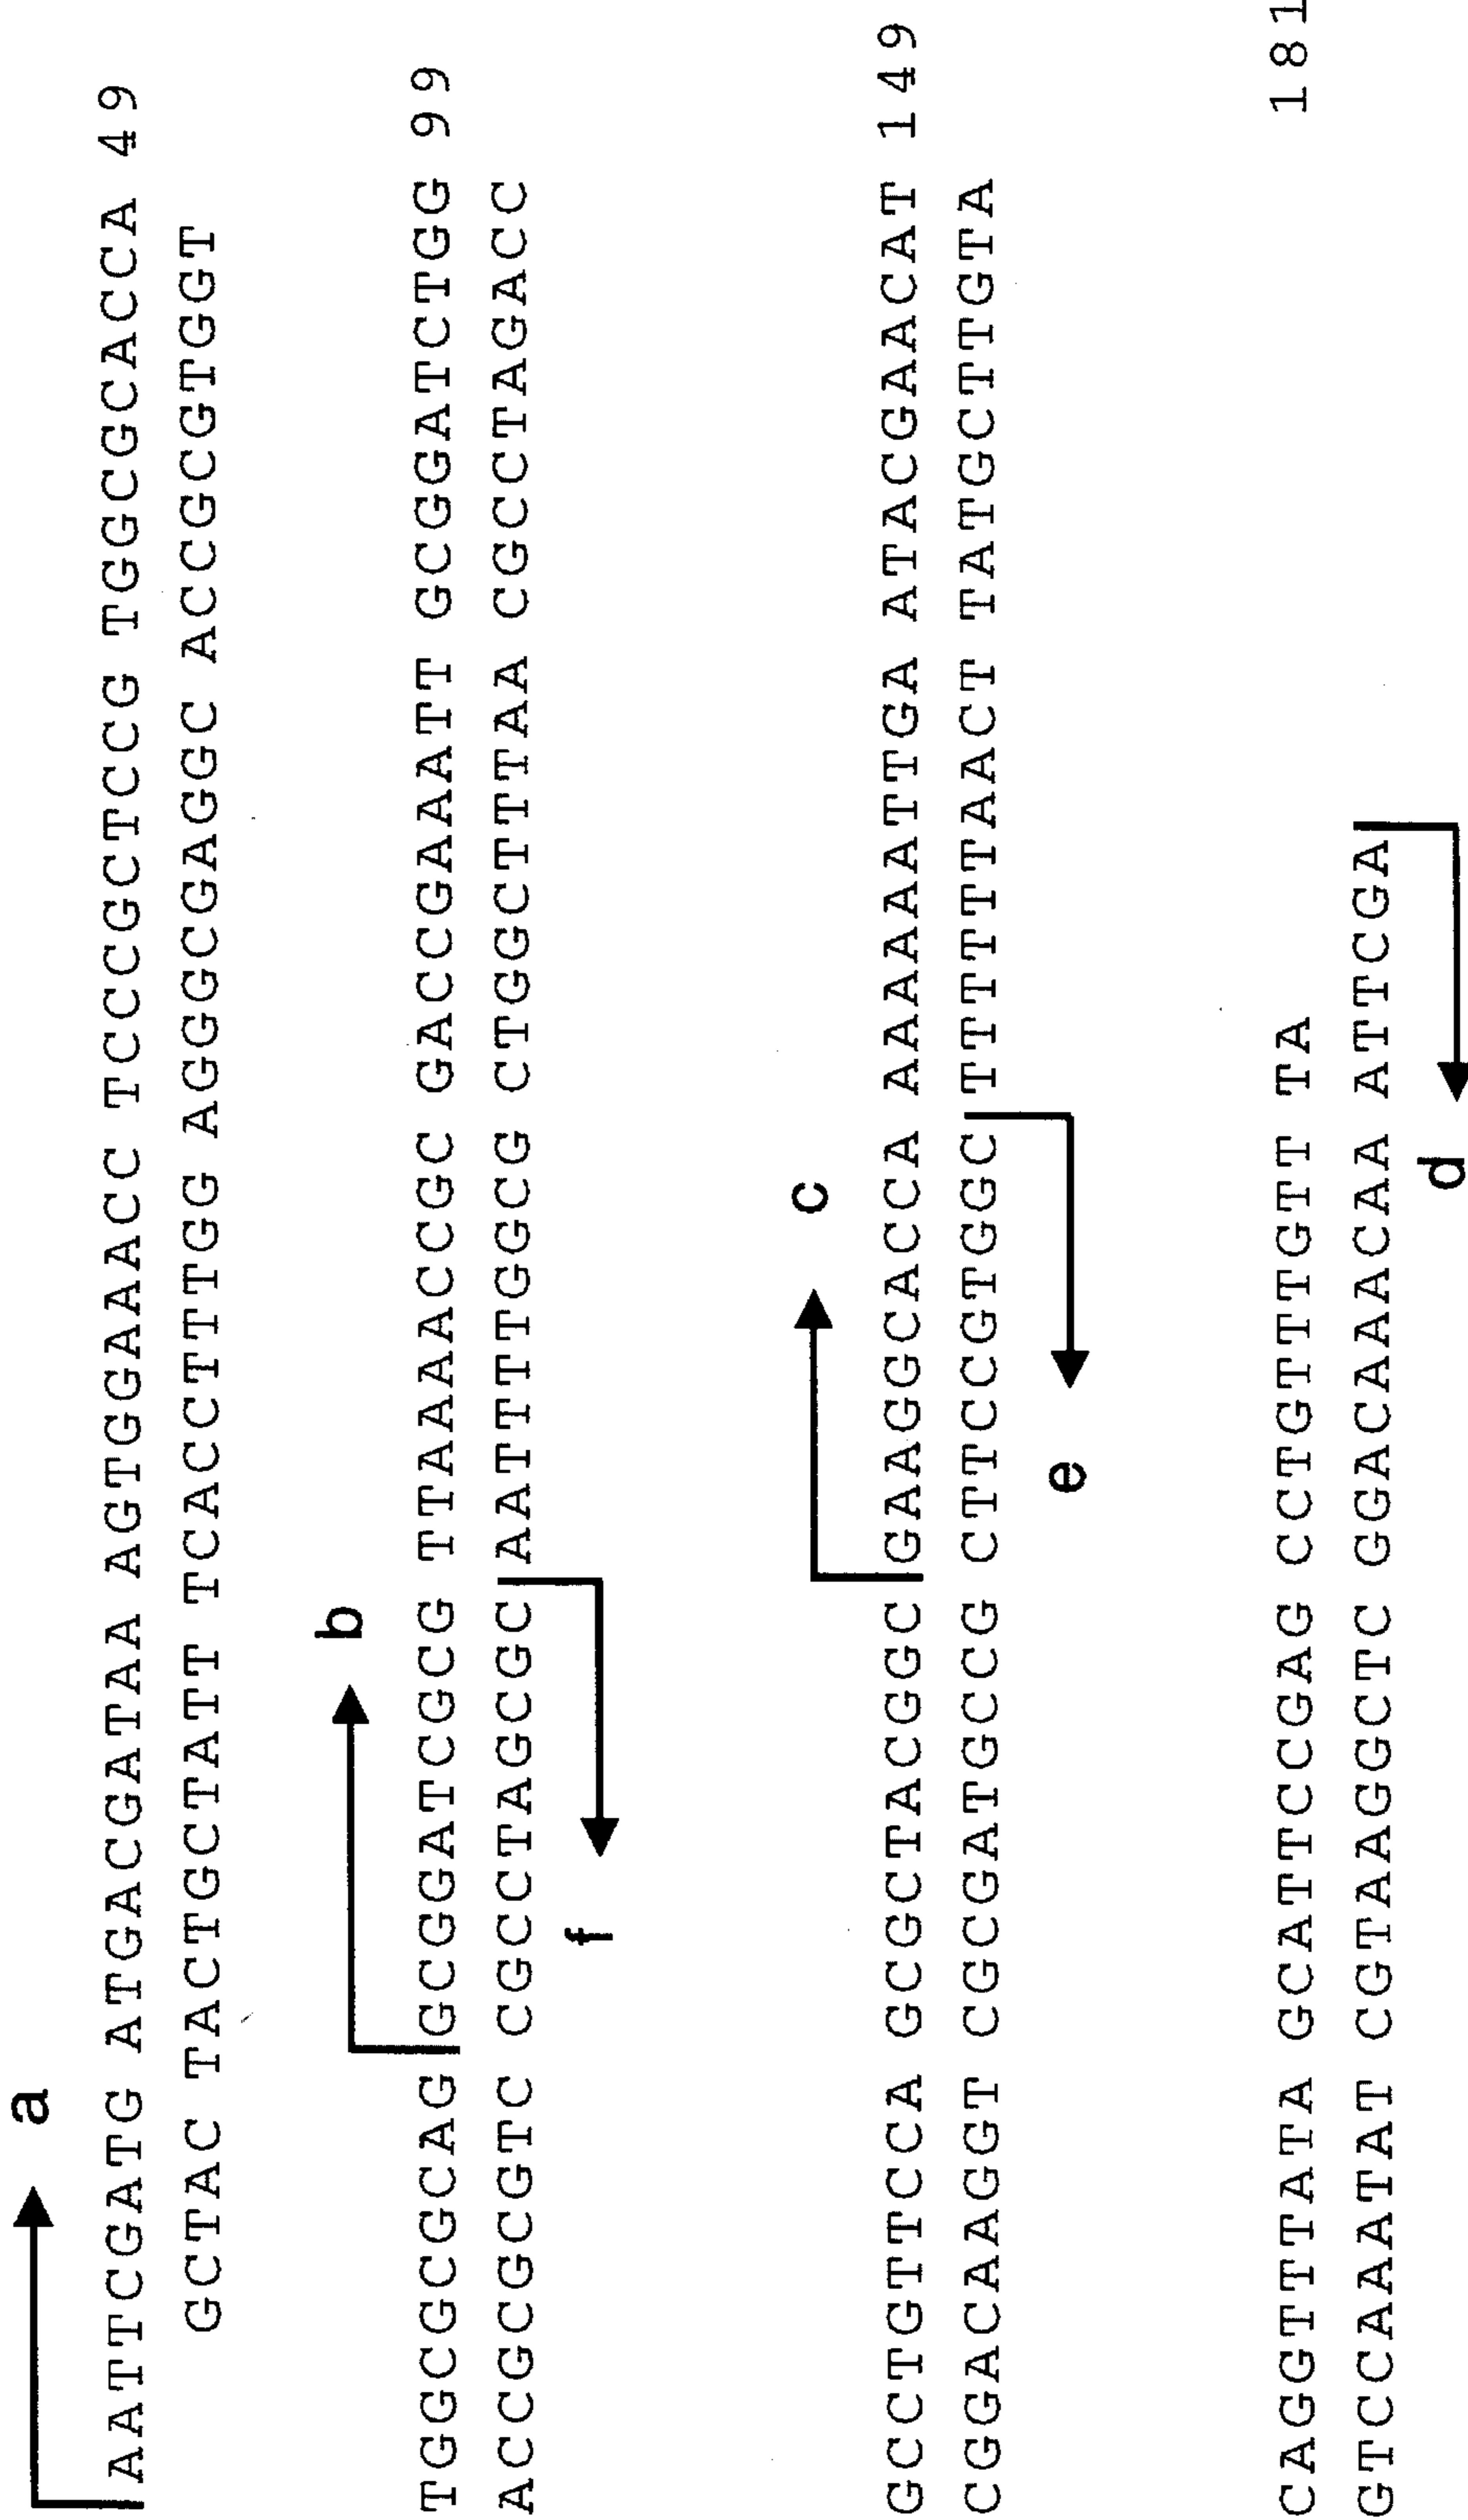 a
AATTCGATG ATGACGATAA AGTGGAAACC TCCCGCTCCG TGGCGCACCA 49
GCTAC TACTGCTATT TCACCTTTGG AGGGCGAGGC ACCGCGTGGT
b
TGGCGCGCAG GCGGATCGCG TTAAAACCGC GACCGAAATT GCGGATCTGG 99
ACCGCGCGTC CGCCTAGCGC AATTTTGGCG CTGGCTTTAA CGCCTAGACC
f
c
GCCTGTTCCA GCGCTACGGC GAAGGCACCA AAAAAATTGA ATACGAACAT 149
CGGACAAGGT CGCGATGCCG CTTCCGTGGC TTTTTTAACT TATGCTTGTA
e
CAGGTTTATA GCATTCCGAG CCTGTTTGTT TA 181
GTCCAAATAT CGTAAGGCTC GGACAAACAA ATTCGA
d